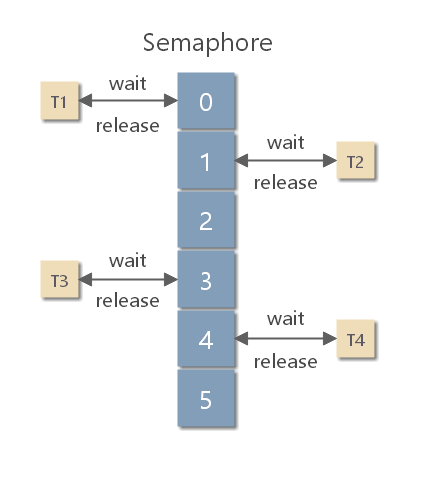 Semaphore
T1
wait
release
0
1
wait
release
T2
2
T3
wait
release
3
4
wait
release
T4
5